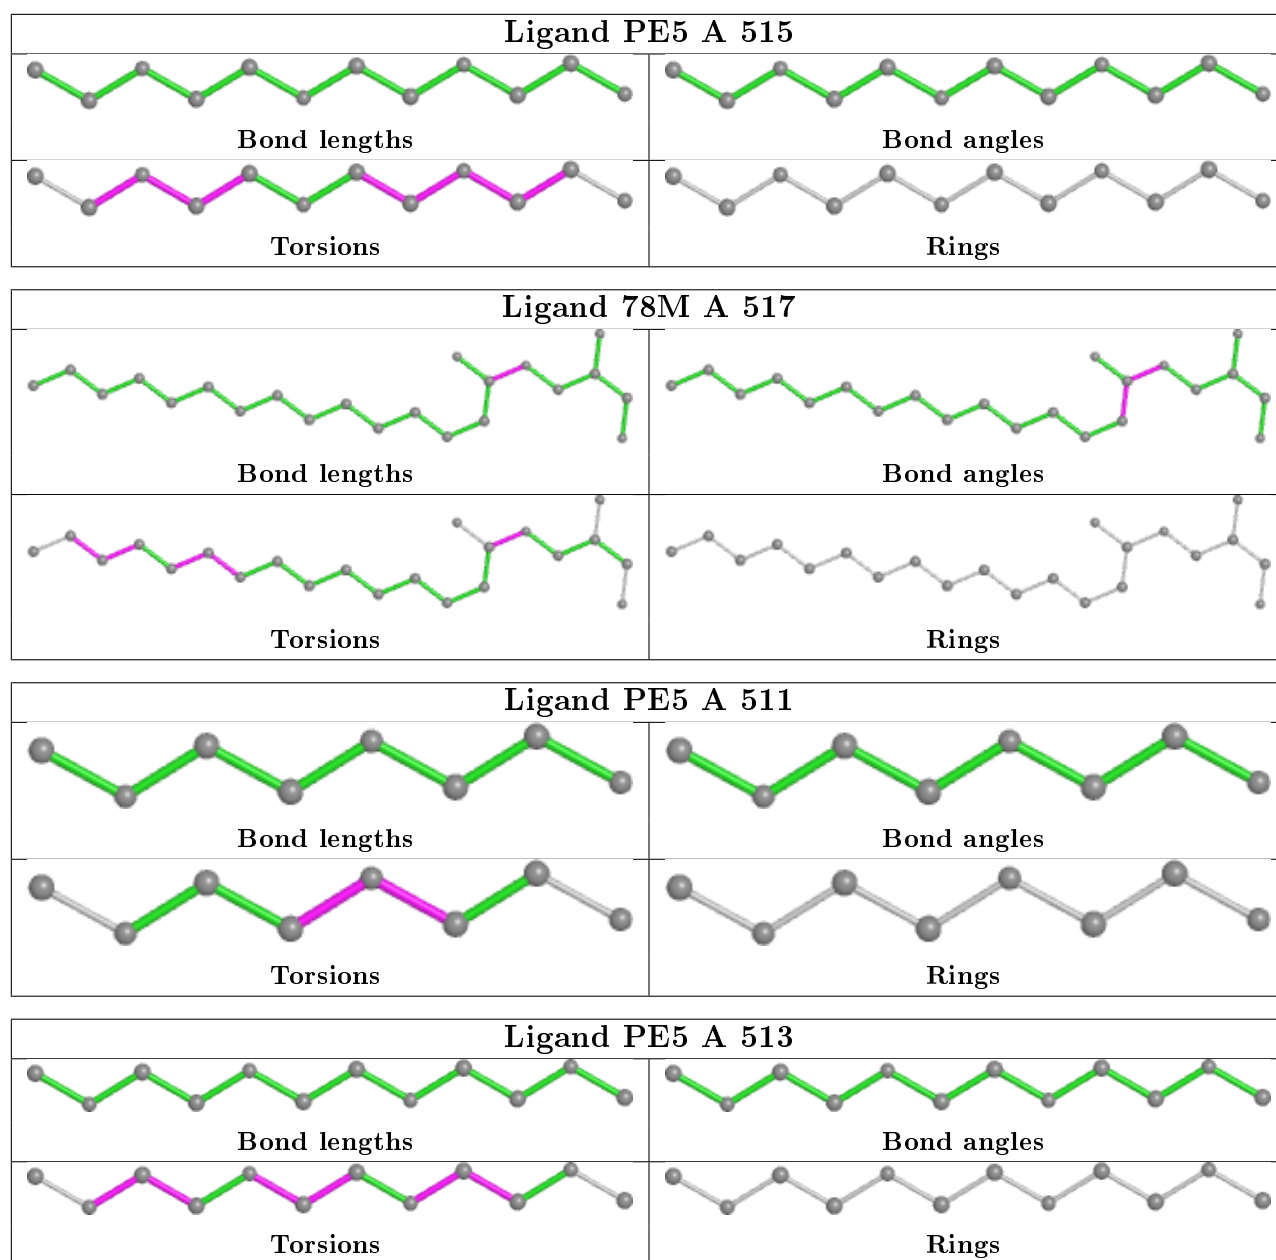 Ligand PE5 A 515
Bond lengths
Bond angles
Torsions
Rings
Ligand 78M A 517
Bond lengths
Bond angles
Torsions
Rings
Ligand PE5 A 511
Bond lengths
Bond angles
Torsions
Rings
Ligand PE5 A 513
Bond lengths
Bond angles
Torsions
Rings